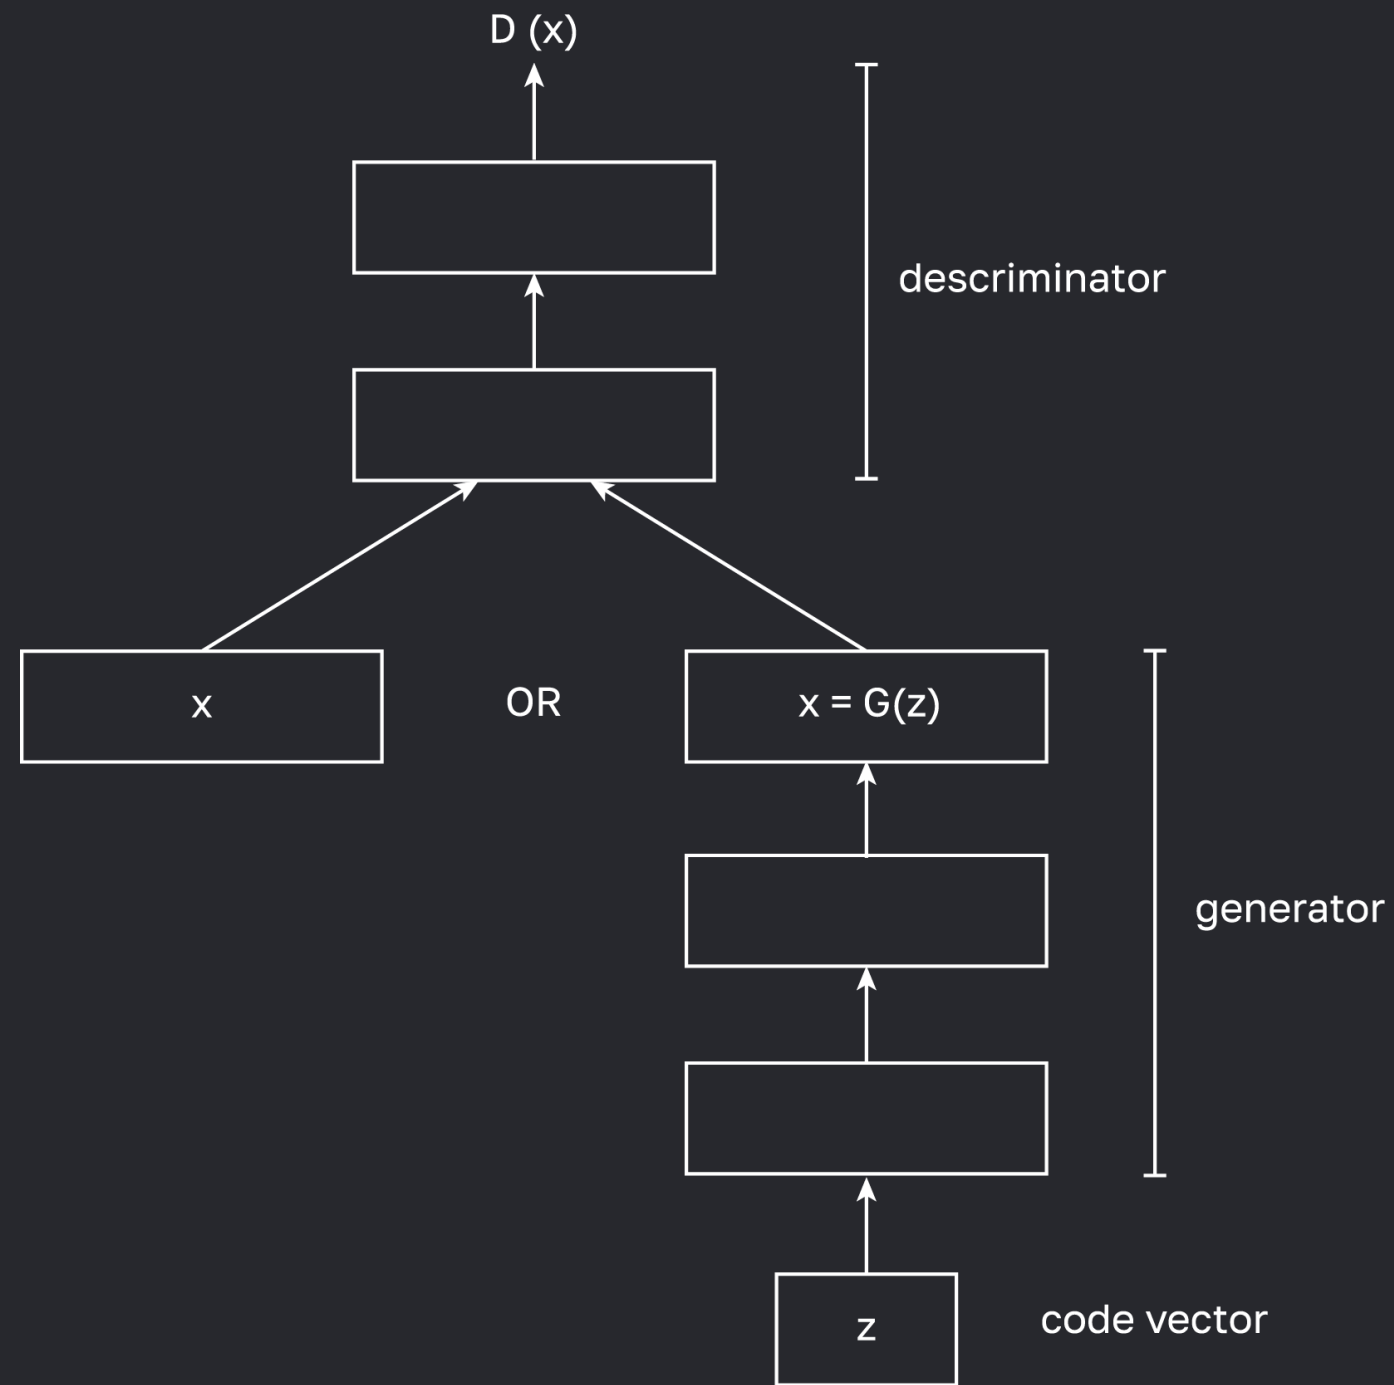 D (x)
descriminator
x
OR
x = G(z)
generator
z
code vector